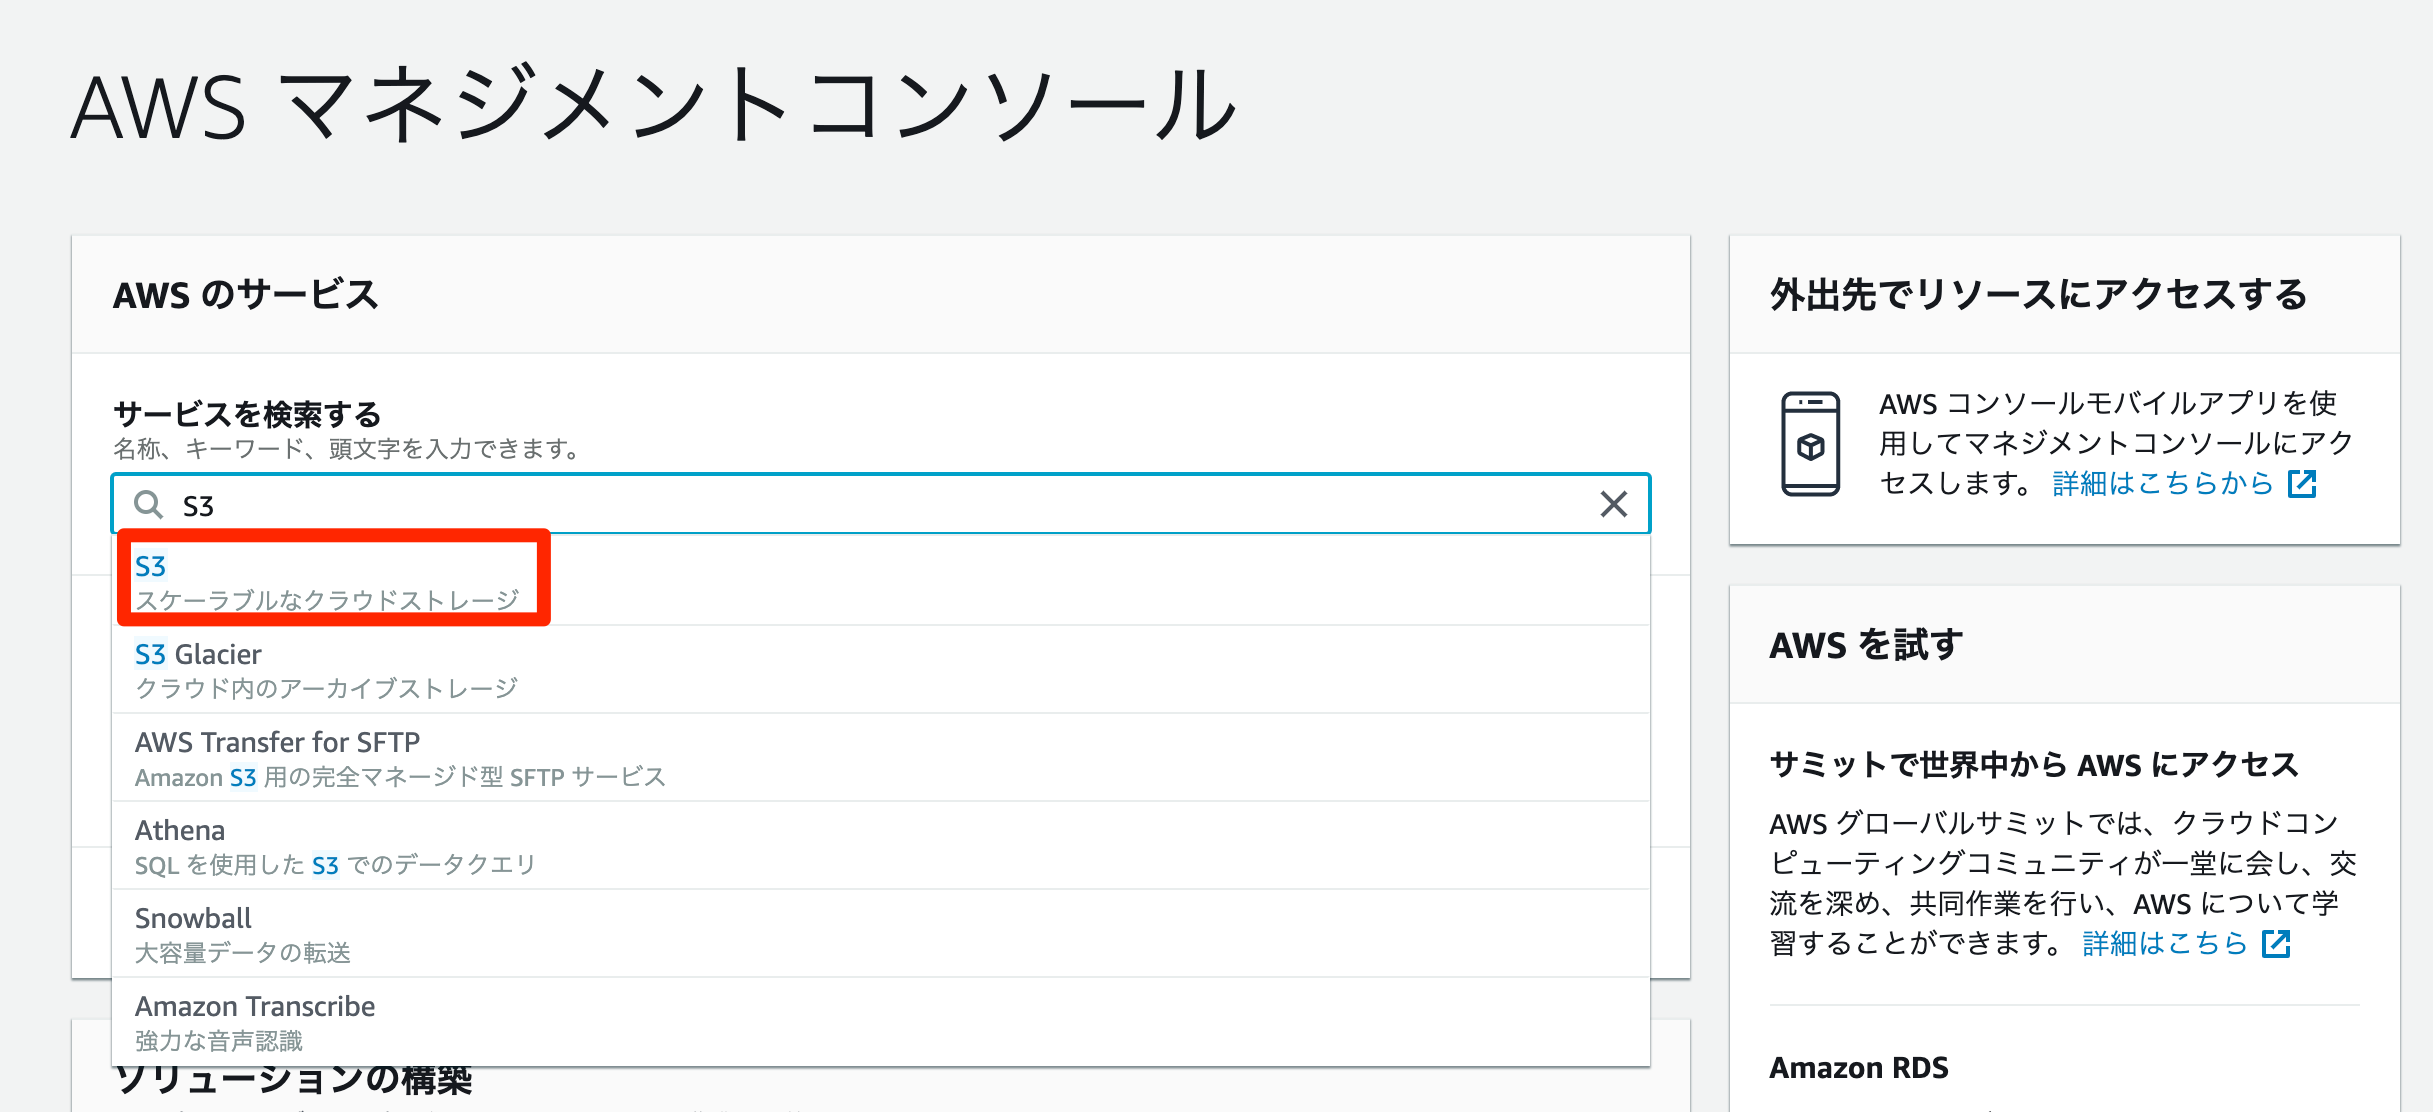 AWS マネジメントコンソール
AWS のサービス
サービスを検索する
名称、キーワード、頭文字を入力できます。
S3
S3
スケーラブルなクラウドストレージ
S3 Glacier
クラウド内のアーカイブストレージ
AWS Transfer for SFTP
Amazon S3 用の完全マネージド型 SFTP サービス
Athena
SQL を使用した S3 でのデータクエリ
Snowball
大容量データの転送
Amazon Transcribe
強力な音声認識
ソリューションの構築
外出先でリソースにアクセスする
AWS コンソールモバイルアプリを使
用してマネジメントコンソールにアク
セスします。 詳細はこちらから
AWS を試す
サミットで世界中から AWS にアクセス
AWS グローバルサミットでは、クラウドコン
ピューティングコミュニティが一堂に会し、交
流を深め、共同作業を行い、AWS について学
習することができます。 詳細はこちら
Amazon RDS